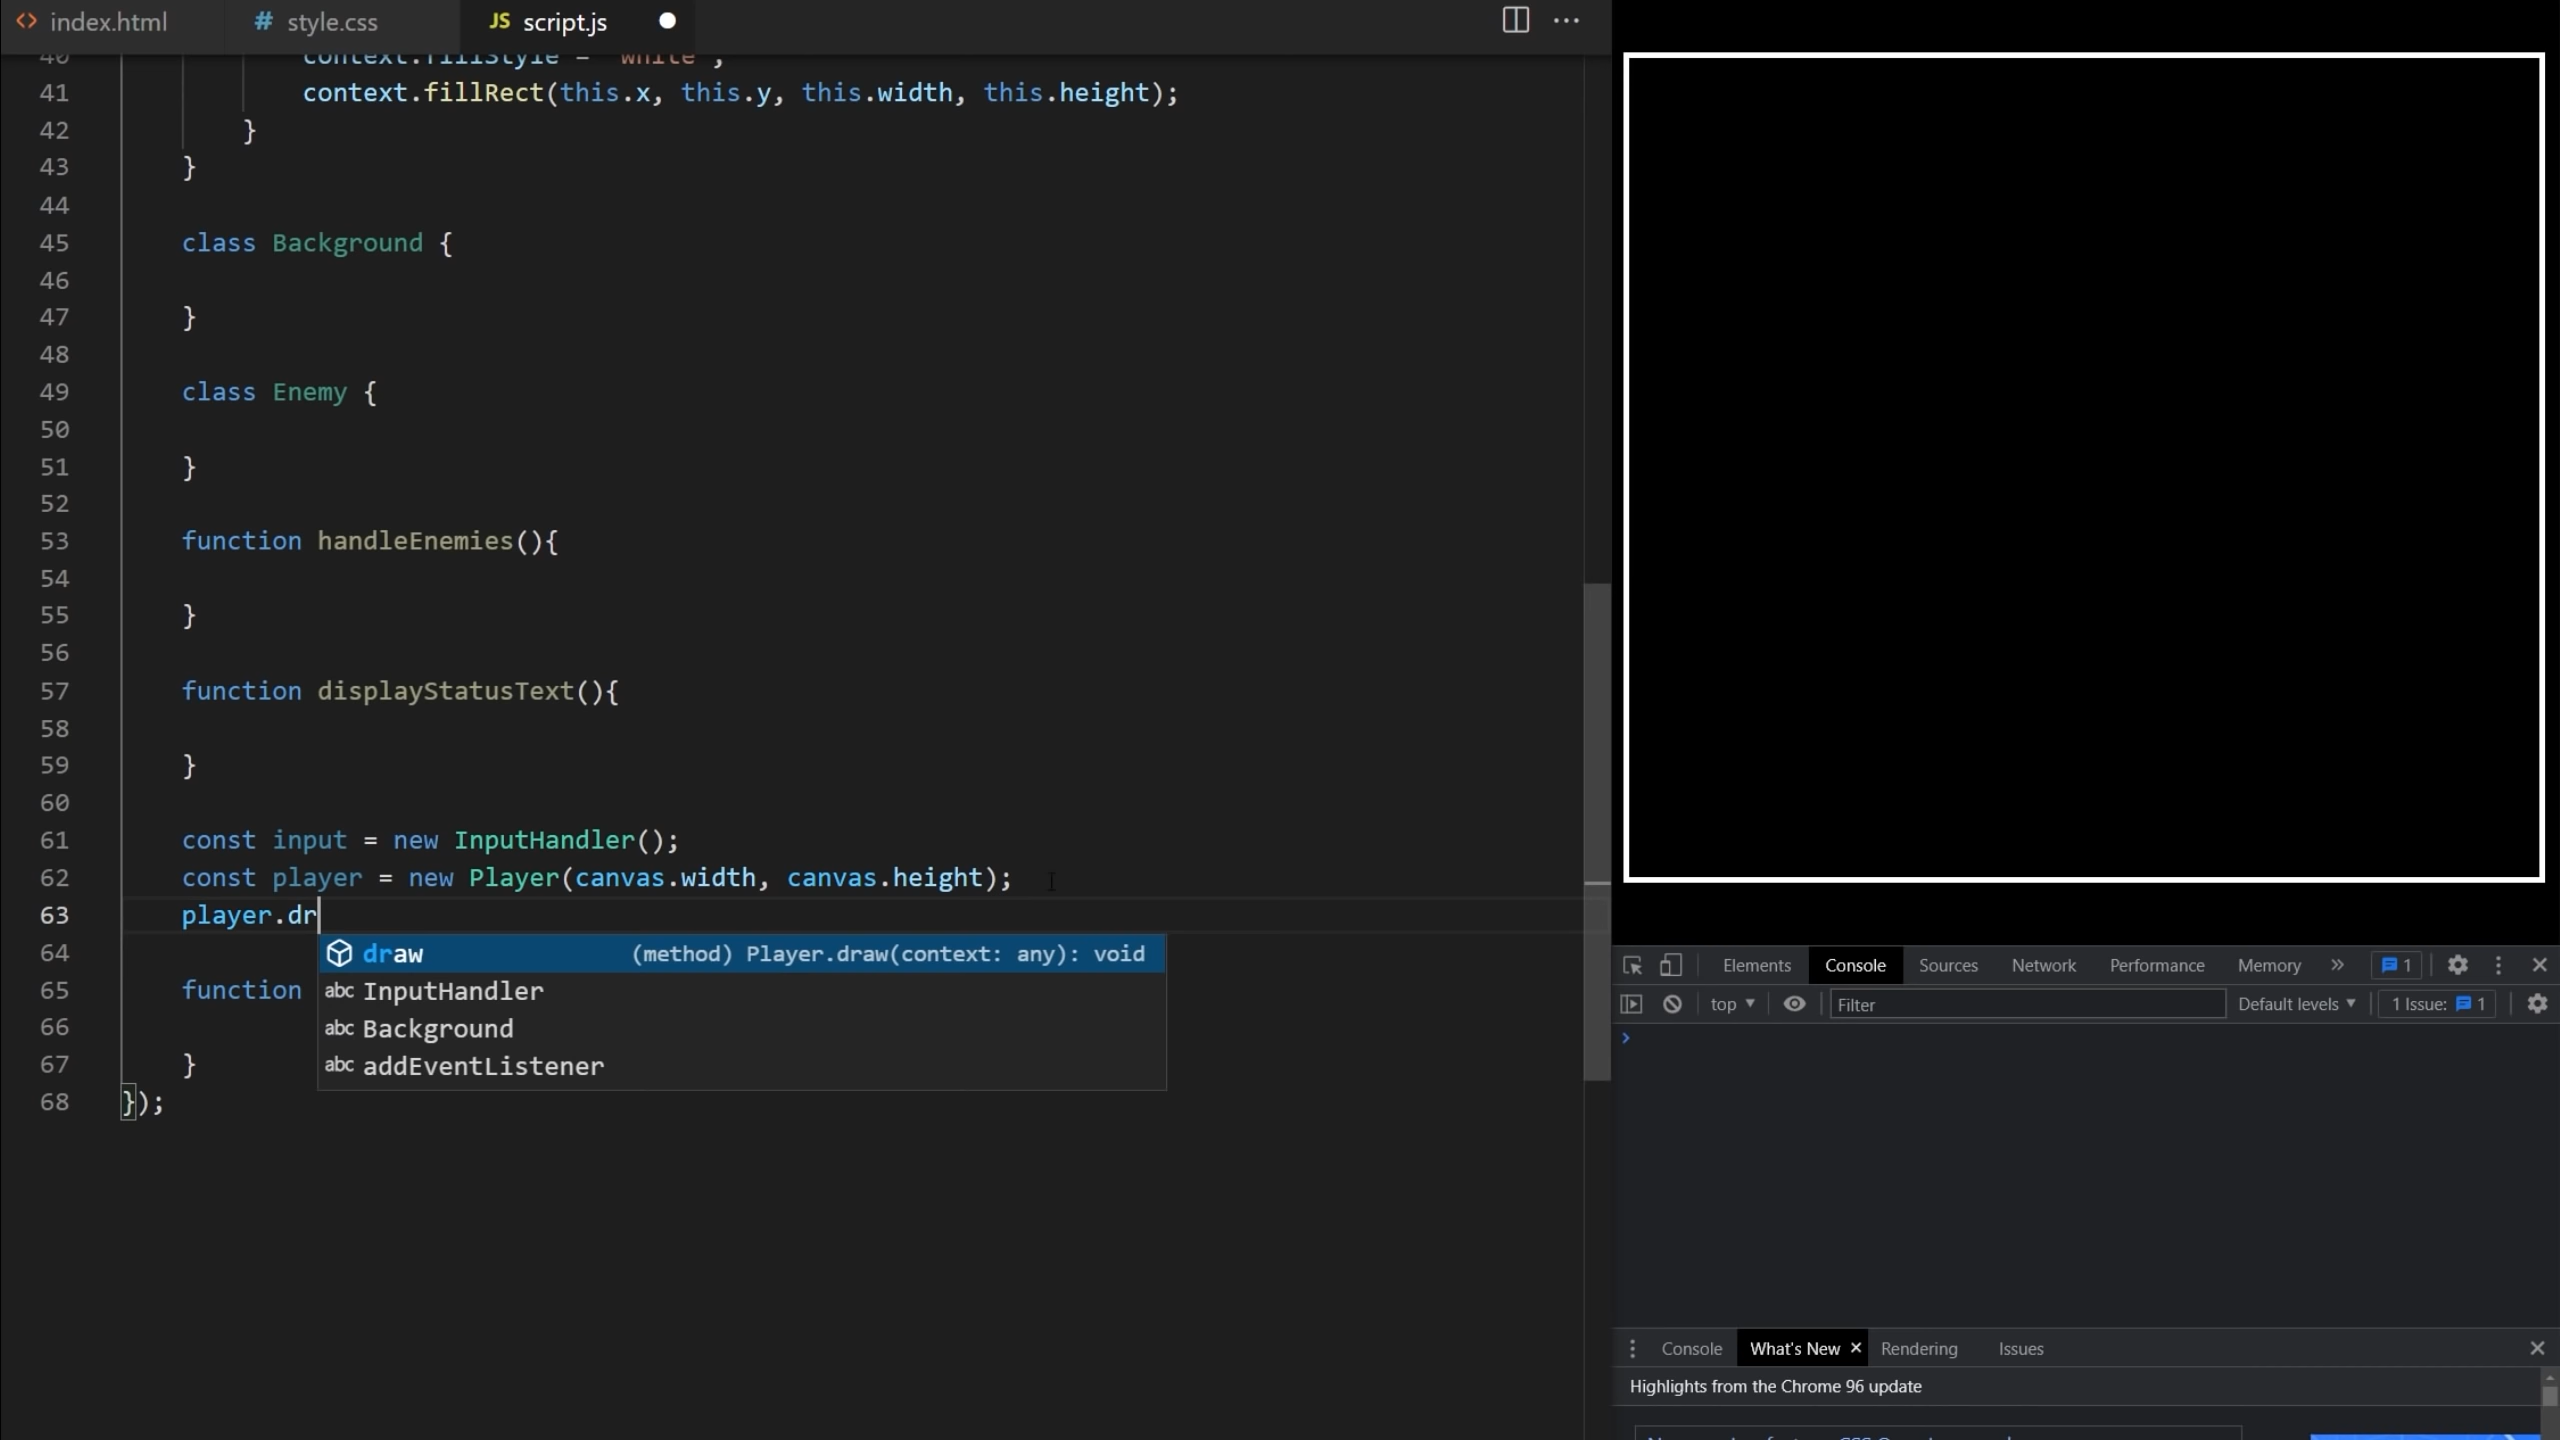 index.html
style.css
JS script.js
40 context.fillStyle = 'white';
41 context.fillRect(this.x, this.y, this.width, this.height);
42 }
43 }
44
45 class Background {
46
47 }
48
49 class Enemy {
50
51 }
52
53 function handleEnemies(){
54
55 }
56
57 function displayStatusText(){
58
59 }
60
61 const input = new InputHandler();
62 const player = new Player(canvas.width, canvas.height);
63 player.dr
64
draw (method) Player.draw(context: any): void
65 function
abc InputHandler
66
abc Background
67 }
abc addEventListener
68 });
Elements Console Sources Network Performance Memory » 1
top Filter Default levels 1 Issue: 1
>
Console What's New × Rendering Issues
Highlights from the Chrome 96 update